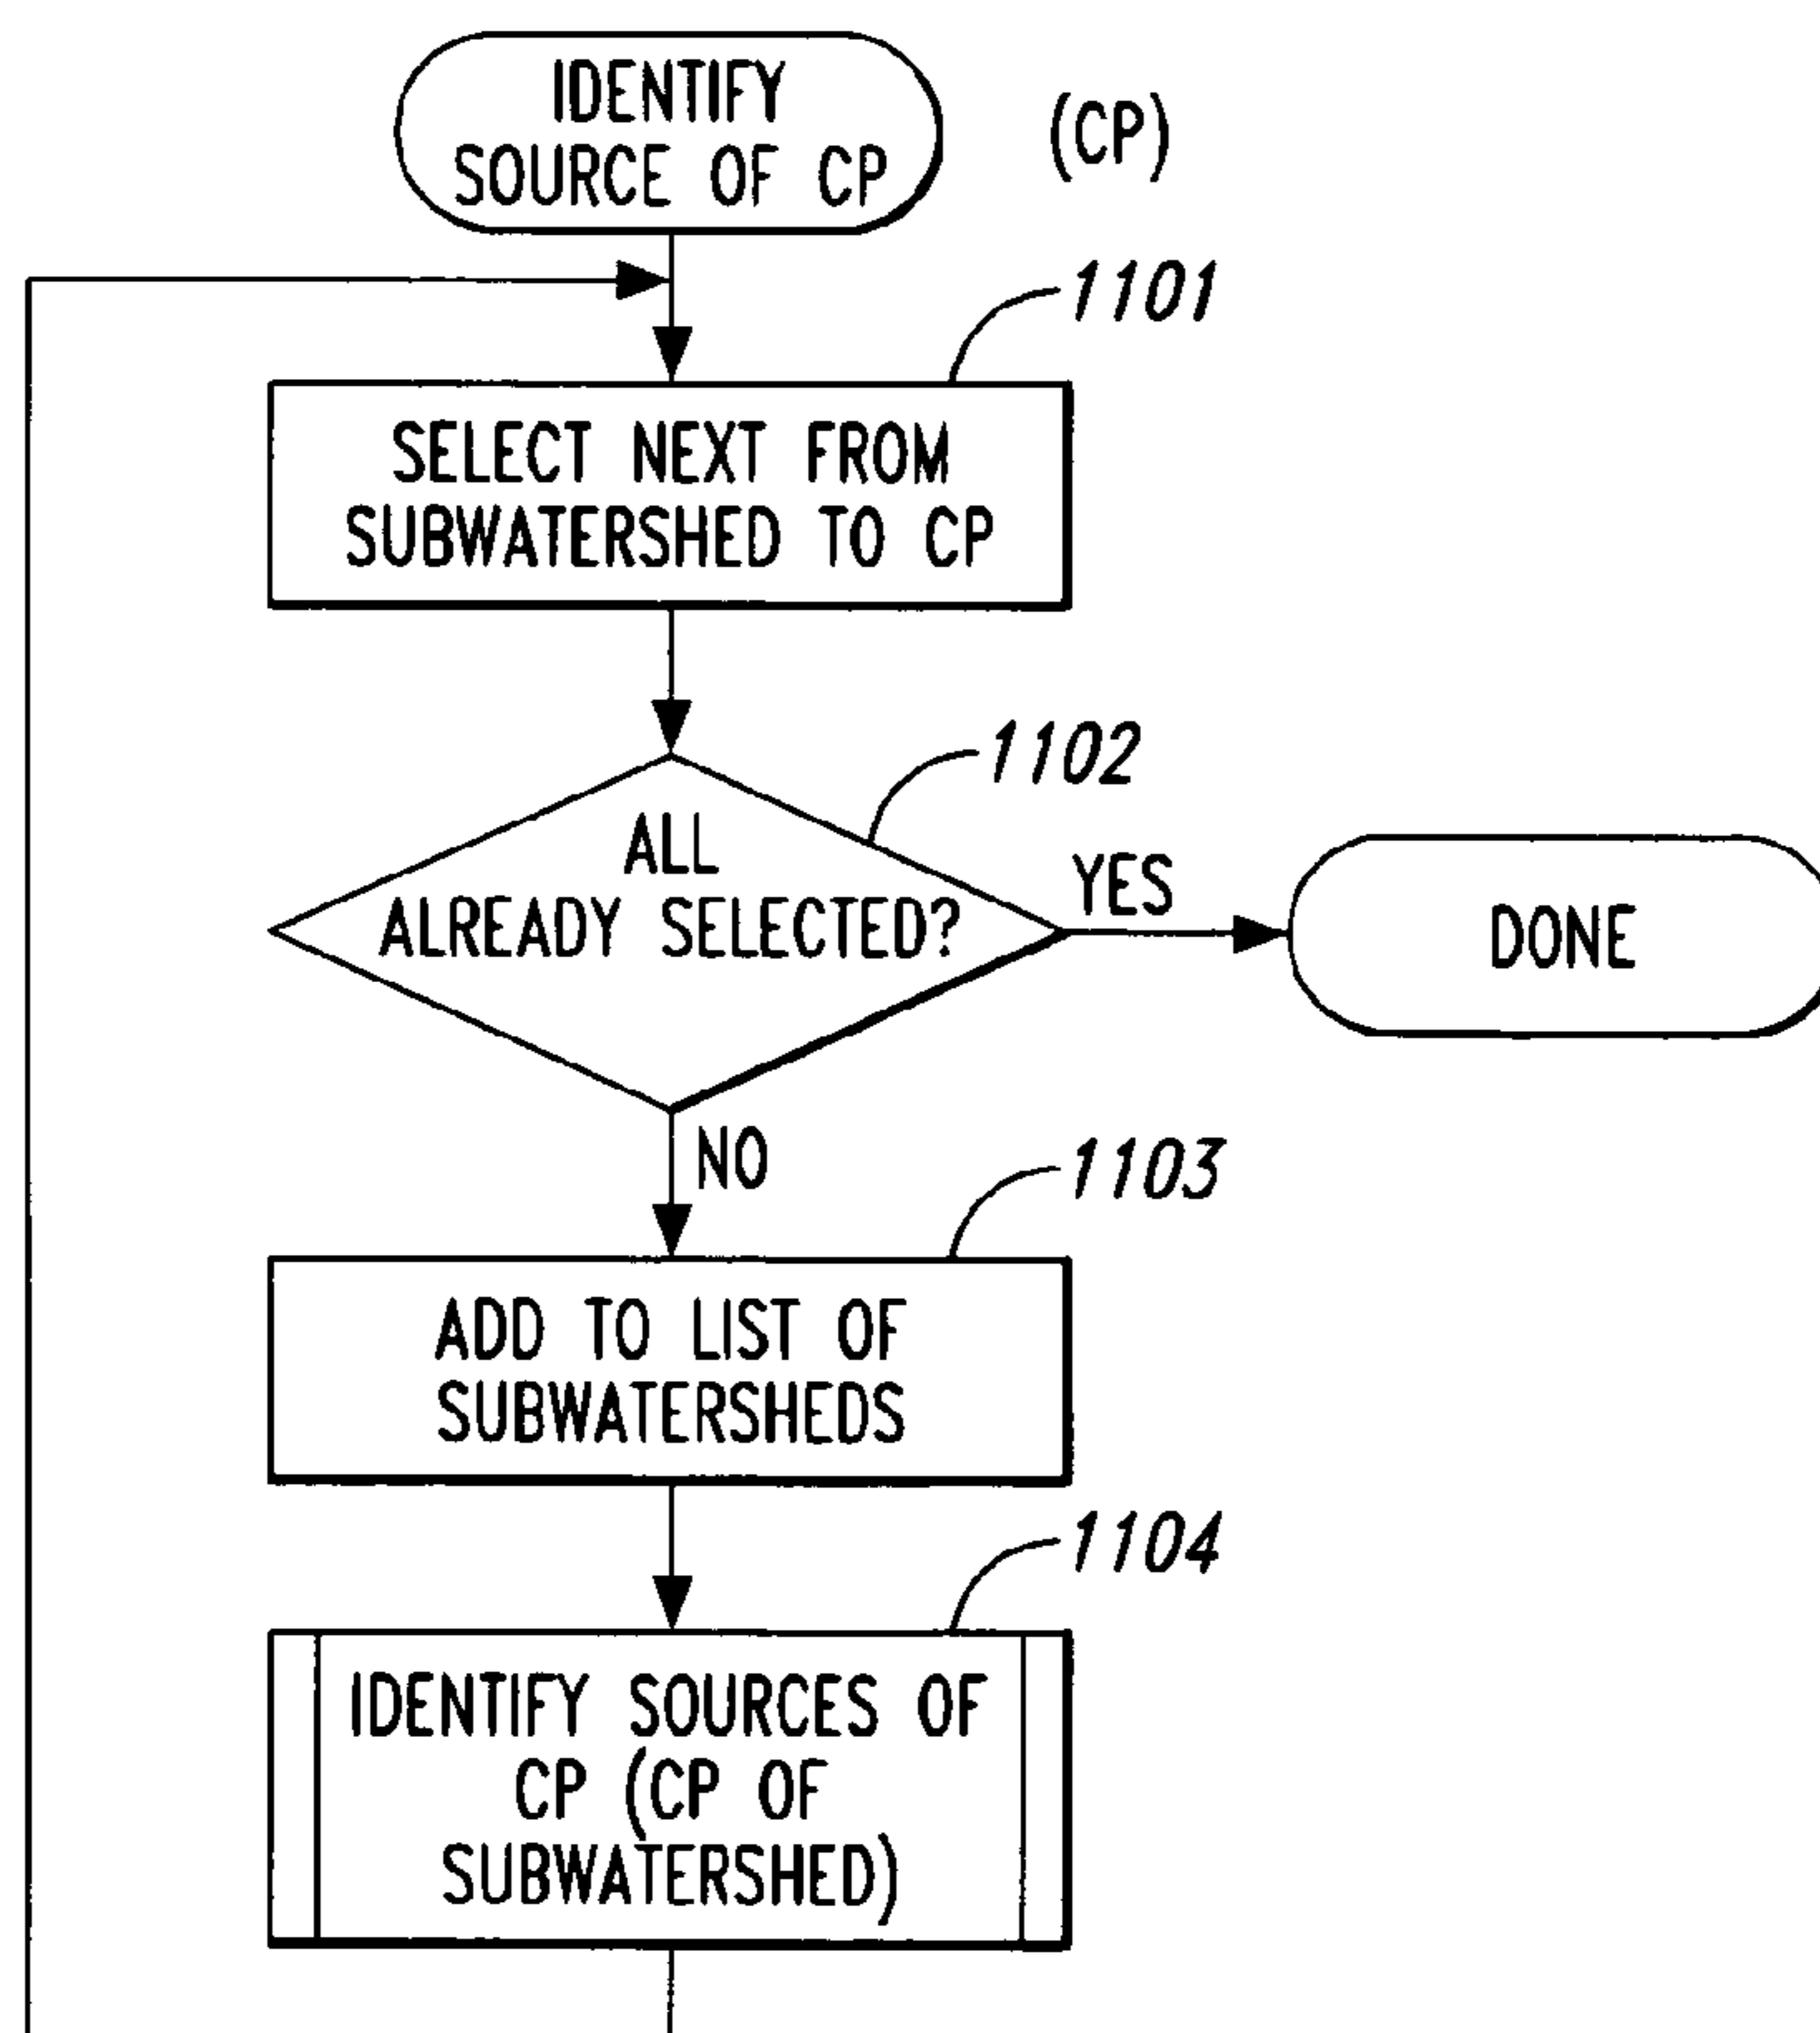 IDENTIFY
SOURCE OF CP
(CP)
1101
SELECT NEXT FROM
SUBWATERSHED TO CP
1102
ALL
ALREADY SELECTED?
YES
DONE
NO
1103
ADD TO LIST OF
SUBWATERSHEDS
1104
IDENTIFY SOURCES OF
CP (CP OF
SUBWATERSHED)